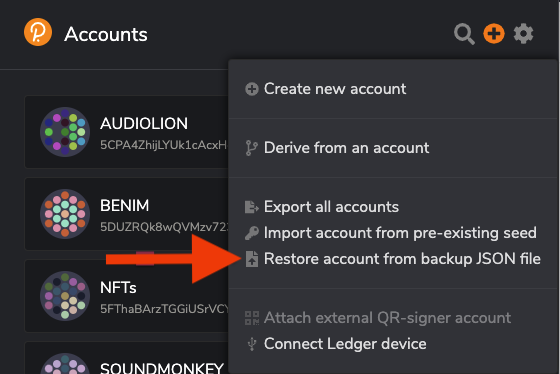 Accounts
Create new account
AUDIOLION
5CPA4ZhijLYUk1cAcxH
Derive from an account
BENIM
5DUZRQk8wQVMzv723
Export all accounts
Import account from pre-existing seed
Restore account from backup JSON file
NFTs
5FThaBArzTGGiUSrVCY
Attach external QR-signer account
Connect Ledger device
SOUNDMONKEY